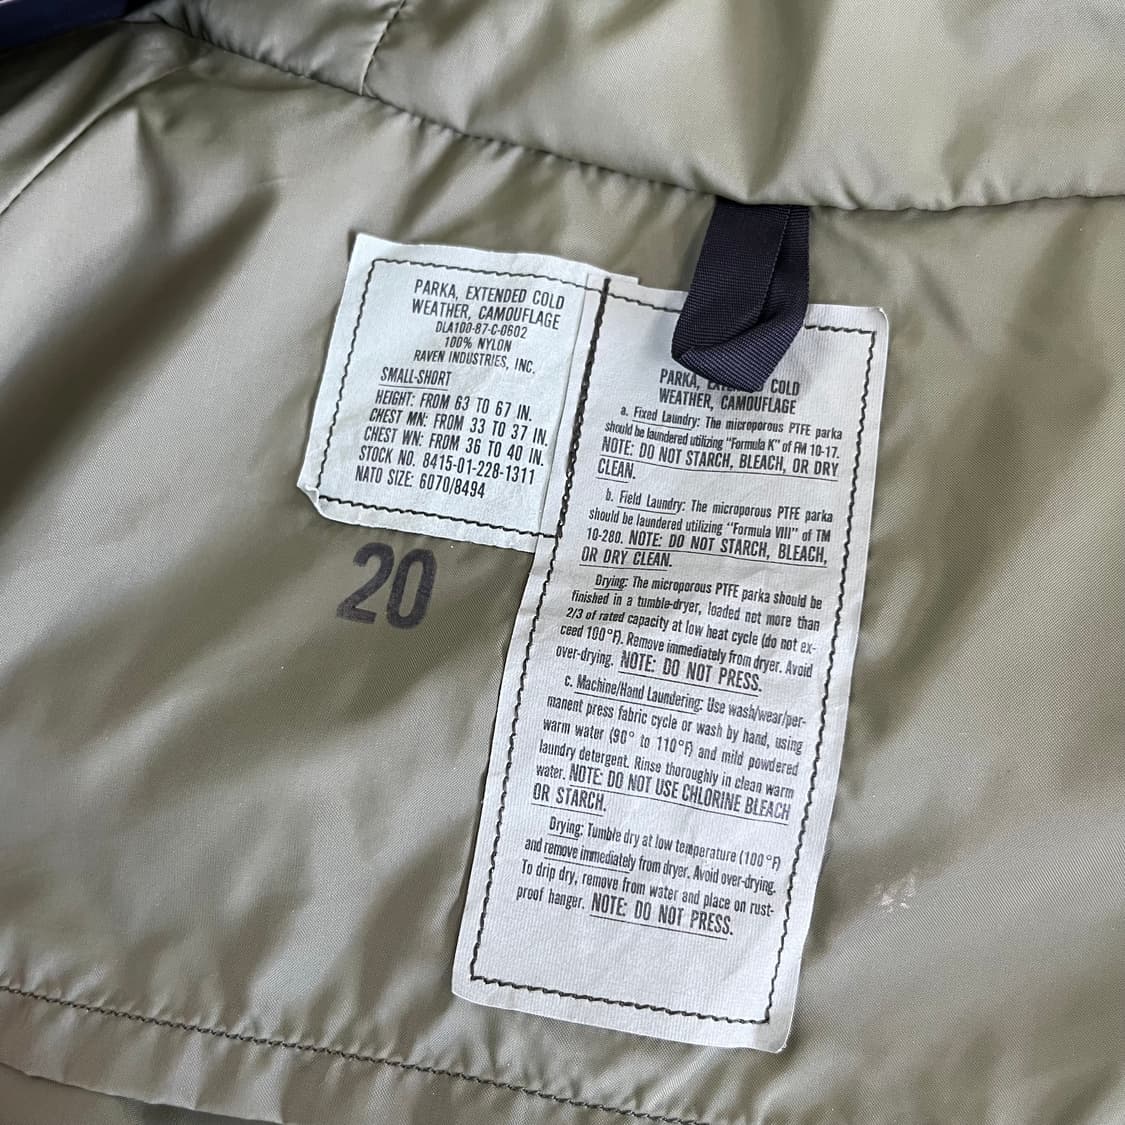 PARKA, EXTENDED COLD
WEATHER, CAMOUFLAGE
DLA100-87-C-0602
100% NYLON
RAVEN INDUSTRIES, INC.
SMALL-SHORT
HEIGHT: FROM 63 TO 67 IN.
CHEST MN: FROM 33 TO 37 IN.
CHEST WN: FROM 36 TO 40 IN.
STOCK NO. 8415-01-228-1311
NATO SIZE: 6070/8494
20
PARKA, COLD
WEATHER, CAMOUFLAGE
a. Fixed Laundry: The microporous PTFE parka
should be laundered utilizing "Formula K" of FM 10-17.
NOTE: DO NOT STARCH, BLEACH, OR DRY
CLEAN.
b. Field Laundry: The microporous PTFE parka
should be laundered utilizing "Formula VIII" of TM
10-280. NOTE: DO NOT STARCH, BLEACH,
OR DRY CLEAN.
Drying: The microporous PTFE parka should be
finished in a tumble-dryer, loaded not more than
2/3 of rated capacity at low heat cycle (do not ex-
ceed 100°F). Remove immediately from dryer. Avoid
over-drying. NOTE: DO NOT PRESS.
c. Machine/Hand Laundering: Use wash/wear/per-
manent press fabric cycle or wash by hand, using
warm water (90° to 110°F) and mild powdered
laundry detergent. Rinse thoroughly in clean warm
water. NOTE: DO NOT USE CHLORINE BLEACH
OR STARCH.
Drying: Tumble dry at low temperature (100°F)
and remove immediately from dryer. Avoid over-drying.
To drip dry, remove from water and place on rust-
proof hanger. NOTE: DO NOT PRESS.